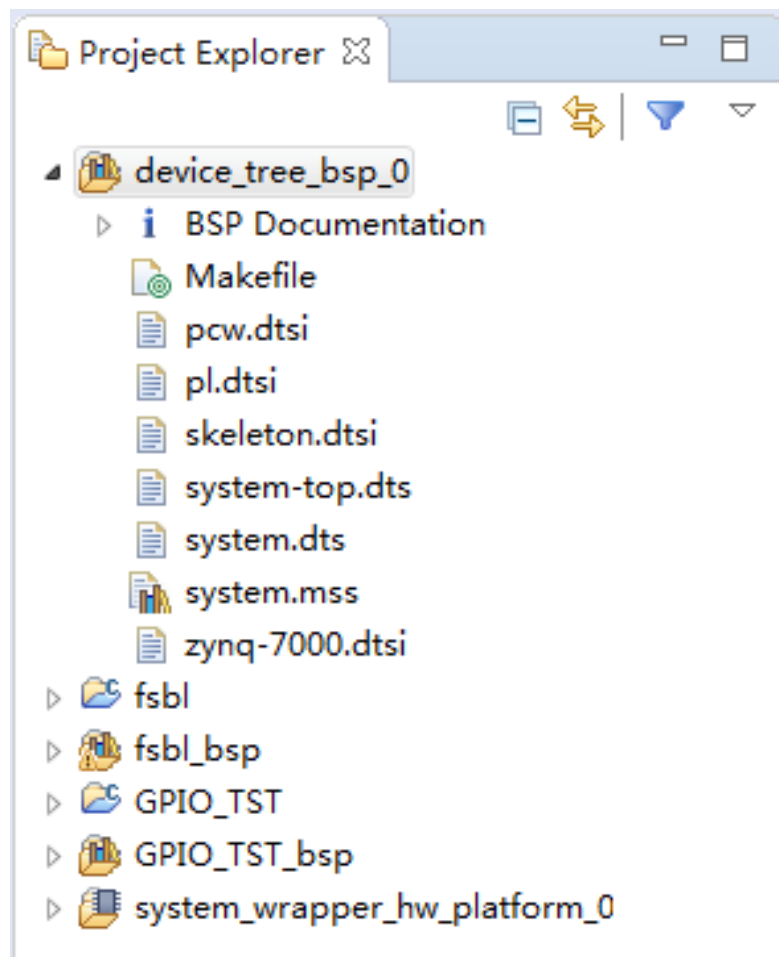 Project Explorer
device_tree_bsp_0
BSP Documentation
Makefile
pcw.dtsi
pl.dtsi
skeleton.dtsi
system-top.dts
system.dts
system.mss
zynq-7000.dtsi
fsbl
fsbl_bsp
GPIO_TST
GPIO_TST_bsp
system_wrapper_hw_platform_0